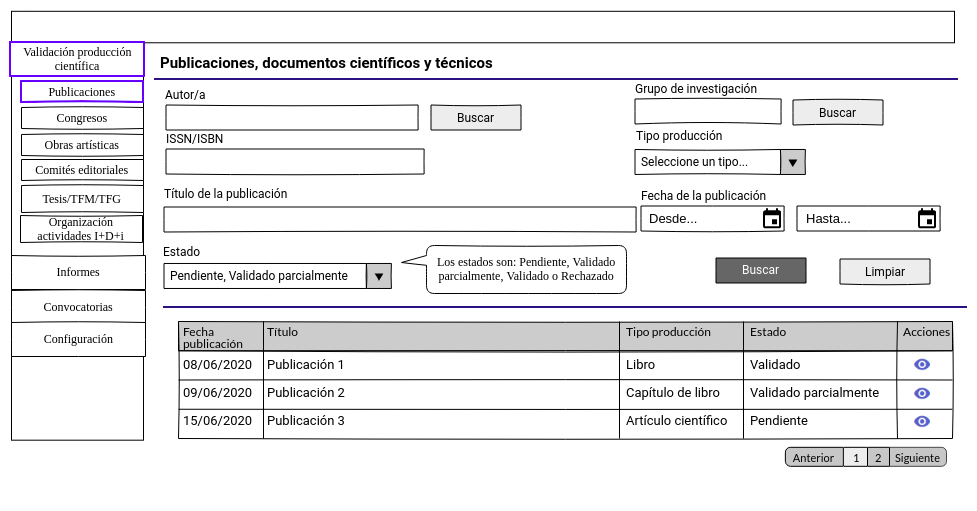 Validación producción
científica
Publicaciones
Congresos
Obras artísticas
Comités editoriales
Tesis/TFM/TFG
Organización
actividades I+D+i
Informes
Convocatorias
Configuración
Publicaciones, documentos científicos y técnicos
Autor/a
Buscar
Grupo de investigación
Buscar
ISSN/ISBN
Tipo producción
Seleccione un tipo...
Título de la publicación
Fecha de la publicación
Desde...
Hasta...
Estado
Pendiente, Validado parcialmente
Los estados son: Pendiente, Validado
parcialmente, Validado o Rechazado
Buscar
Limpiar
Fecha
publicación
Título
Tipo producción
Estado
Acciones
08/06/2020 Publicación 1 Libro Validado
09/06/2020 Publicación 2 Capítulo de libro Validado parcialmente
15/06/2020 Publicación 3 Artículo científico Pendiente
Anterior 1 2 Siguiente